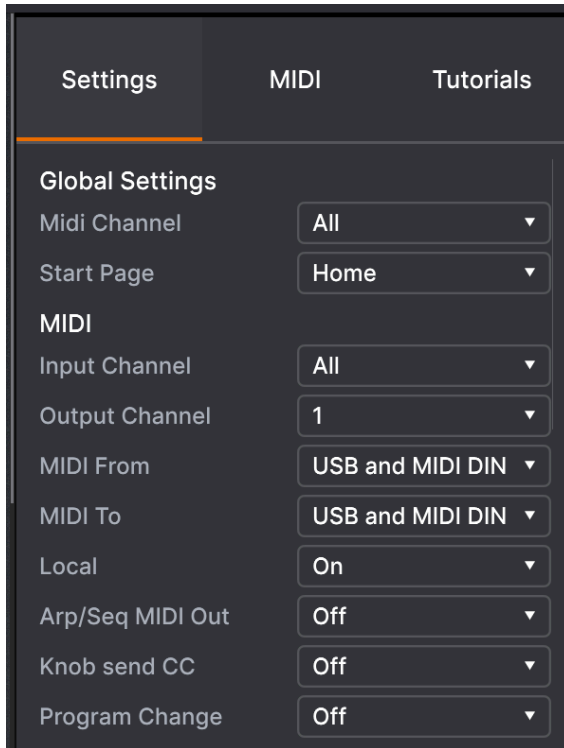 Settings MIDI Tutorials
Global Settings
Midi Channel All
Start Page Home
MIDI
Input Channel All
Output Channel 1
MIDI From USB and MIDI DIN
MIDI To USB and MIDI DIN
Local On
Arp/Seq MIDI Out Off
Knob send CC Off
Program Change Off